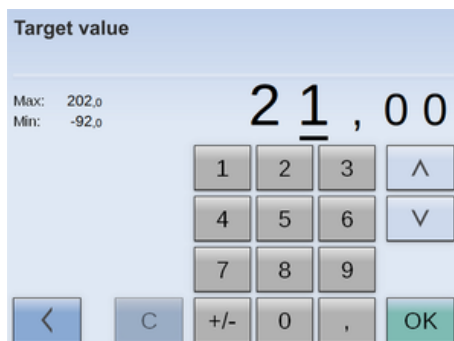 Target value
Max: 202,0
Min: -92,0
21,00
1 2 3
4 5 6
7 8 9
C +/- 0 , OK